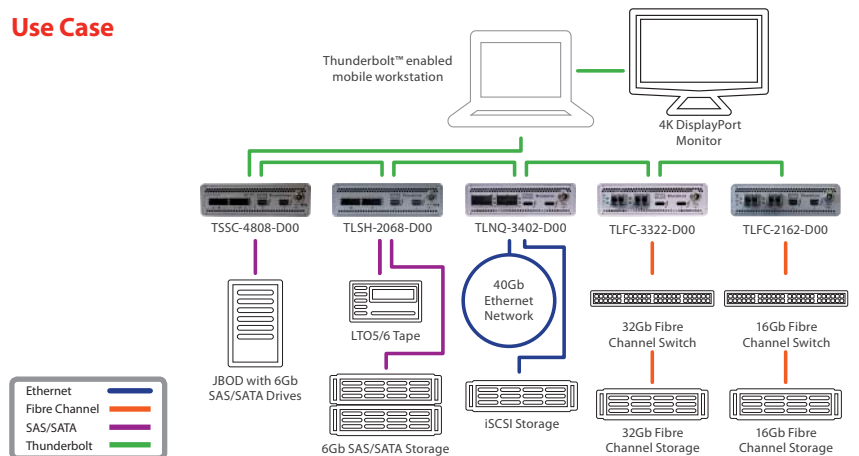 Use Case
Thunderbolt™ enabled
mobile workstation
4K DisplayPort
Monitor
TSSC-4808-D00
TLSH-2068-D00
TLNQ-3402-D00
TLFC-3322-D00
TLFC-2162-D00
JBOD with 6Gb
SAS/SATA Drives
LTO5/6 Tape
6Gb SAS/SATA Storage
40Gb
Ethernet
Network
iSCSI Storage
32Gb Fibre
Channel Switch
16Gb Fibre
Channel Switch
32Gb Fibre
Channel Storage
16Gb Fibre
Channel Storage
Ethernet
Fibre Channel
SAS/SATA
Thunderbolt